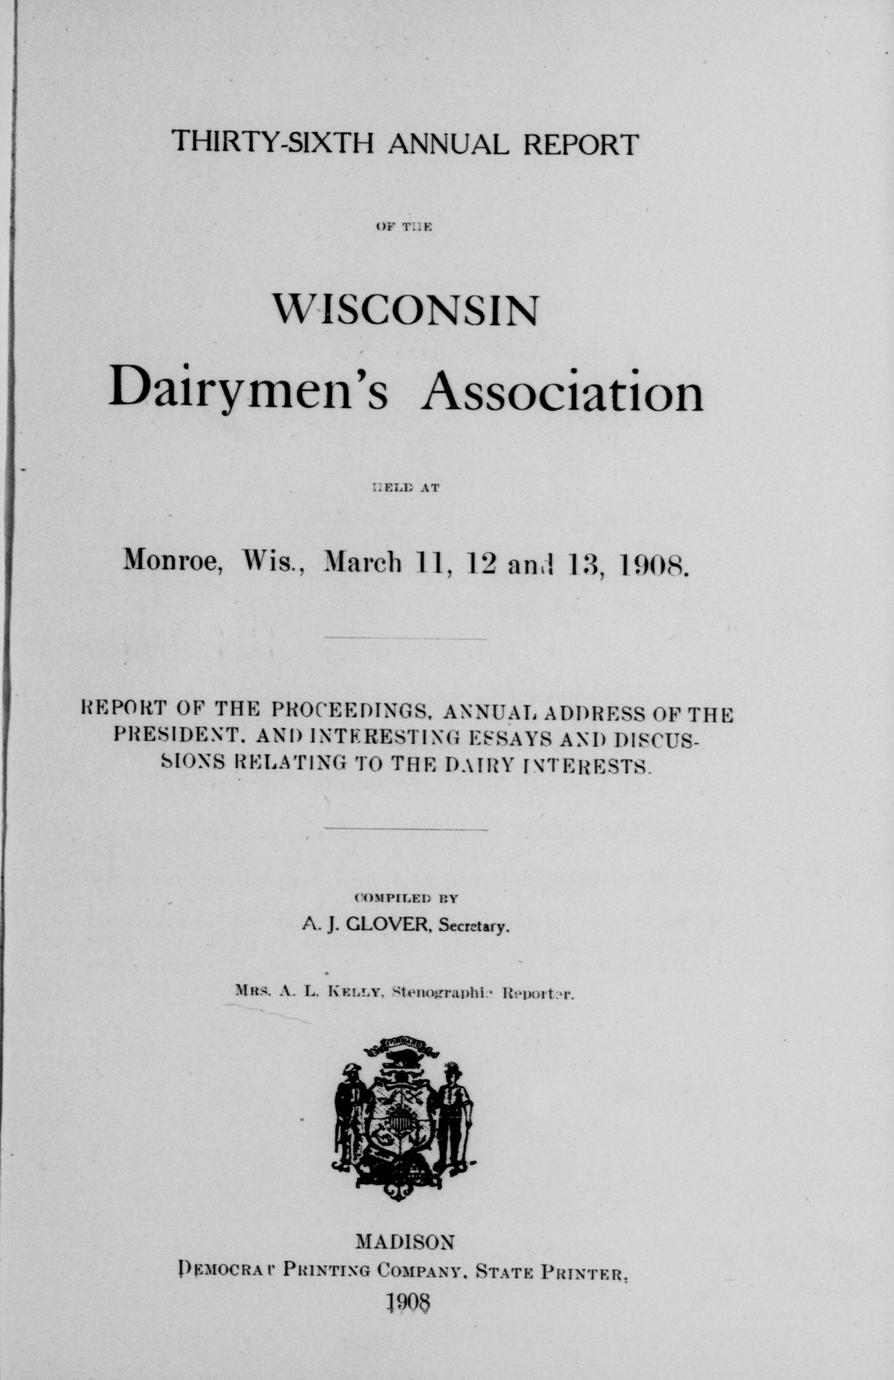 THIRTY-SIXTH ANNUAL REPORT
OF THE
WISCONSIN
Dairymen's Association
HELD AT
Monroe, Wis., March 11, 12 and 13, 1908.
REPORT OF THE PROCEEDINGS, ANNUAL ADDRESS OF THE
PRESIDENT, AND INTERESTING ESSAYS AND DISCUS-
SIONS RELATING TO THE DAIRY INTERESTS.
COMPILED BY
A. J. GLOVER, Secretary.
MRS. A. L. KELLY, Stenographic Reporter.
FORWARD
MADISON
DEMOCRAT PRINTING COMPANY, STATE PRINTER,
1908